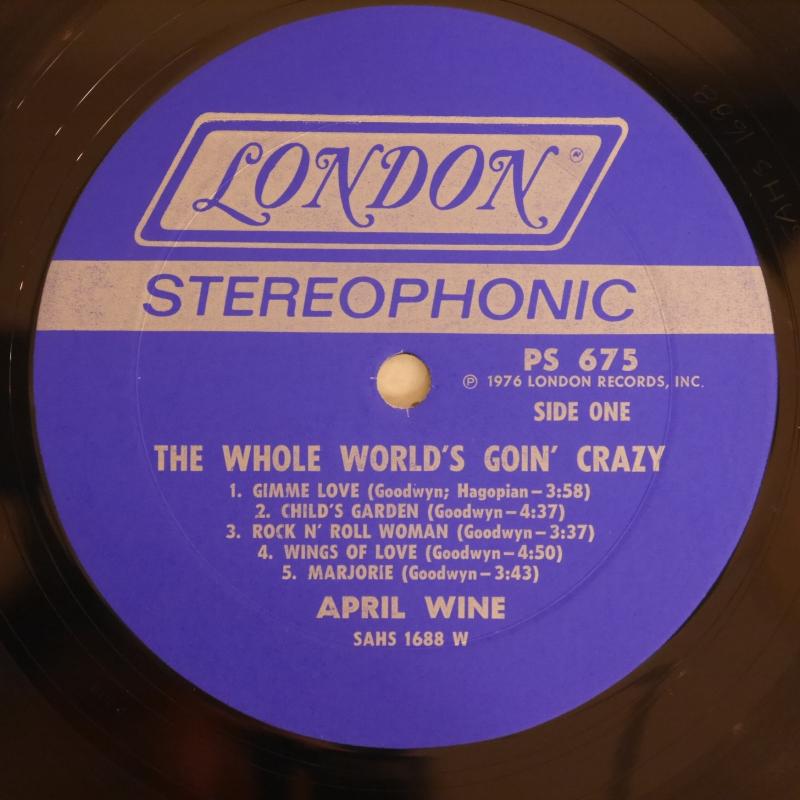 LONDON
STEREOPHONIC
PS 675
℗ 1976 LONDON RECORDS, INC.
SIDE ONE
THE WHOLE WORLD'S GOIN' CRAZY
1. GIMME LOVE (Goodwyn; Hagopian–3:58)
2. CHILD'S GARDEN (Goodwyn–4:37)
3. ROCK N' ROLL WOMAN (Goodwyn–3:37)
4. WINGS OF LOVE (Goodwyn–4:50)
5. MARJORIE (Goodwyn–3:43)
APRIL WINE
SAHS 1688 W
SAHS 1688